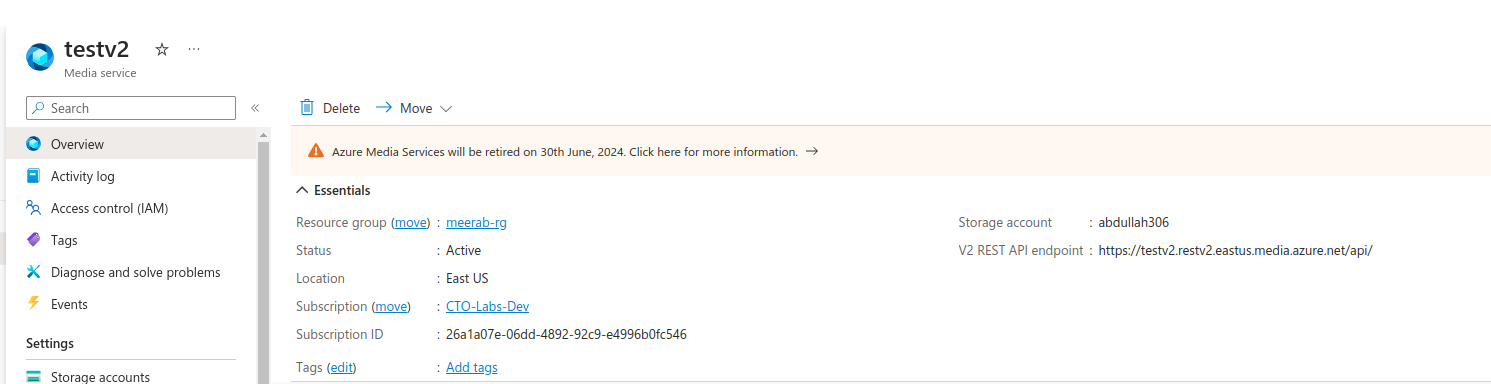 testv2
Media service
Search
Overview
Activity log
Access control (IAM)
Tags
Diagnose and solve problems
Events
Settings
Storage accounts
Delete Move
Azure Media Services will be retired on 30th June, 2024. Click here for more information.
Essentials
Resource group (move) : meerab-rg
Status : Active
Location : East US
Subscription (move) : CTO-Labs-Dev
Subscription ID : 26a1a07e-06dd-4892-92c9-e4996b0fc546
Tags (edit) : Add tags
Storage account : abdullah306
V2 REST API endpoint : https://testv2.restv2.eastus.media.azure.net/api/